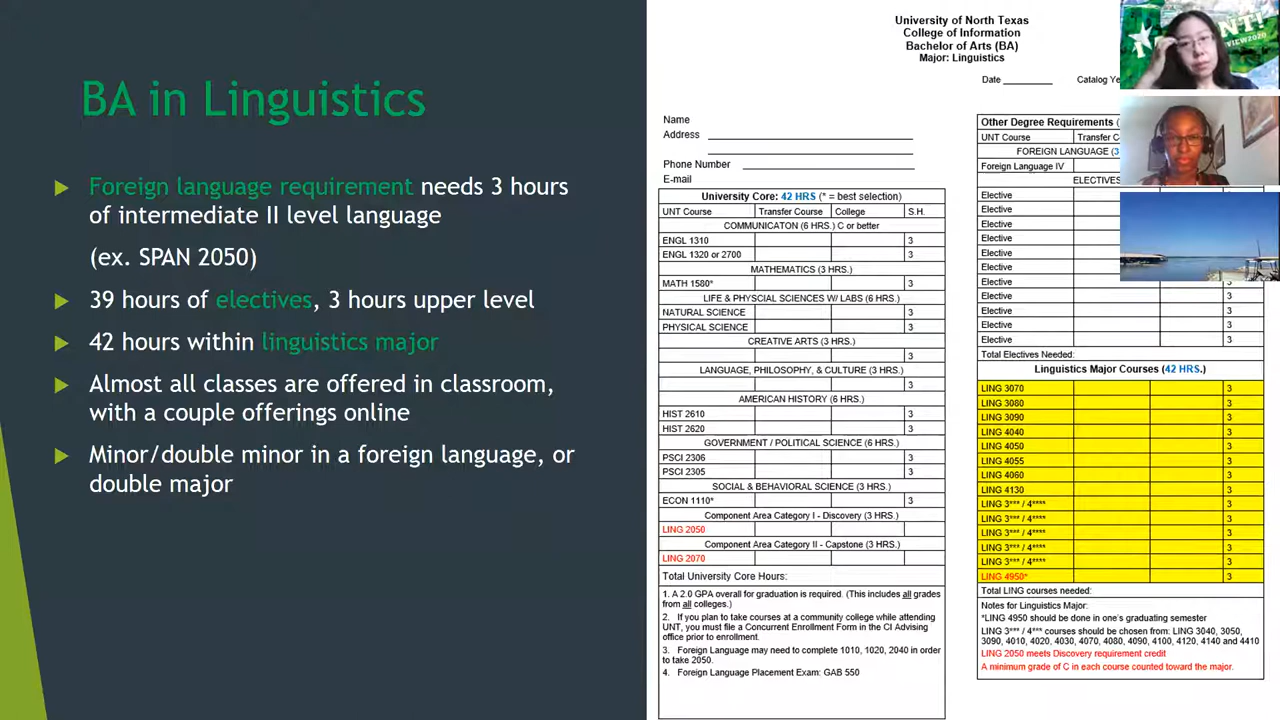 BA in Linguistics
Foreign language requirement needs 3 hours
of intermediate II level language
(ex. SPAN 2050)
39 hours of electives, 3 hours upper level
42 hours within linguistics major
Almost all classes are offered in classroom,
with a couple offerings online
Minor/double minor in a foreign language, or
double major
University of North Texas
College of Information
Bachelor of Arts (BA)
Major: Linguistics
Date Catalog Ye
Name
Address
Phone Number
E-mail
University Core: 42 HRS (* = best selection)
UNT Course Transfer Course College S.H.
COMMUNICATON (6 HRS.) C or better
ENGL 1310 3
ENGL 1320 or 2700 3
MATHEMATICS (3 HRS.)
MATH 1580* 3
LIFE & PHYSCIAL SCIENCES W/ LABS (6 HRS.)
NATURAL SCIENCE 3
PHYSICAL SCIENCE 3
CREATIVE ARTS (3 HRS.)
3
LANGUAGE, PHILOSOPHY, & CULTURE (3 HRS.)
3
AMERICAN HISTORY (6 HRS.)
HIST 2610 3
HIST 2620 3
GOVERNMENT / POLITICAL SCIENCE (6 HRS.)
PSCI 2306 3
PSCI 2305 3
SOCIAL & BEHAVIORAL SCIENCE (3 HRS.)
ECON 1110* 3
Component Area Category I - Discovery (3 HRS.)
LING 2050
Component Area Category II - Capstone (3 HRS.)
LING 2070
Total University Core Hours:
1. A 2.0 GPA overall for graduation is required. (This includes all grades
from all colleges.)
2. If you plan to take courses at a community college while attending
UNT, you must file a Concurrent Enrollment Form in the CI Advising
office prior to enrollment.
3. Foreign Language may need to complete 1010, 1020, 2040 in order
to take 2050.
4. Foreign Language Placement Exam: GAB 550
Other Degree Requirements (
UNT Course Transfer C
FOREIGN LANGUAGE (3
Foreign Language IV
ELECTIVES
Elective
Elective
Elective
Elective
Elective
Elective
Elective 3
Elective 3
Elective 3
Elective 3
Elective 3
Total Electives Needed:
Linguistics Major Courses (42 HRS.)
LING 3070 3
LING 3080 3
LING 3090 3
LING 4040 3
LING 4050 3
LING 4055 3
LING 4060 3
LING 4130 3
LING 3*** / 4**** 3
LING 3*** / 4**** 3
LING 3*** / 4**** 3
LING 3*** / 4**** 3
LING 3*** / 4**** 3
LING 4950* 3
Total LING courses needed:
Notes for Linguistics Major:
*LING 4950 should be done in one's graduating semester
LING 3*** / 4*** courses should be chosen from: LING 3040, 3050,
3090, 4010, 4020, 4030, 4070, 4080, 4090, 4100, 4120, 4140 and 4410
LING 2050 meets Discovery requirement credit
A minimum grade of C in each course counted toward the major.